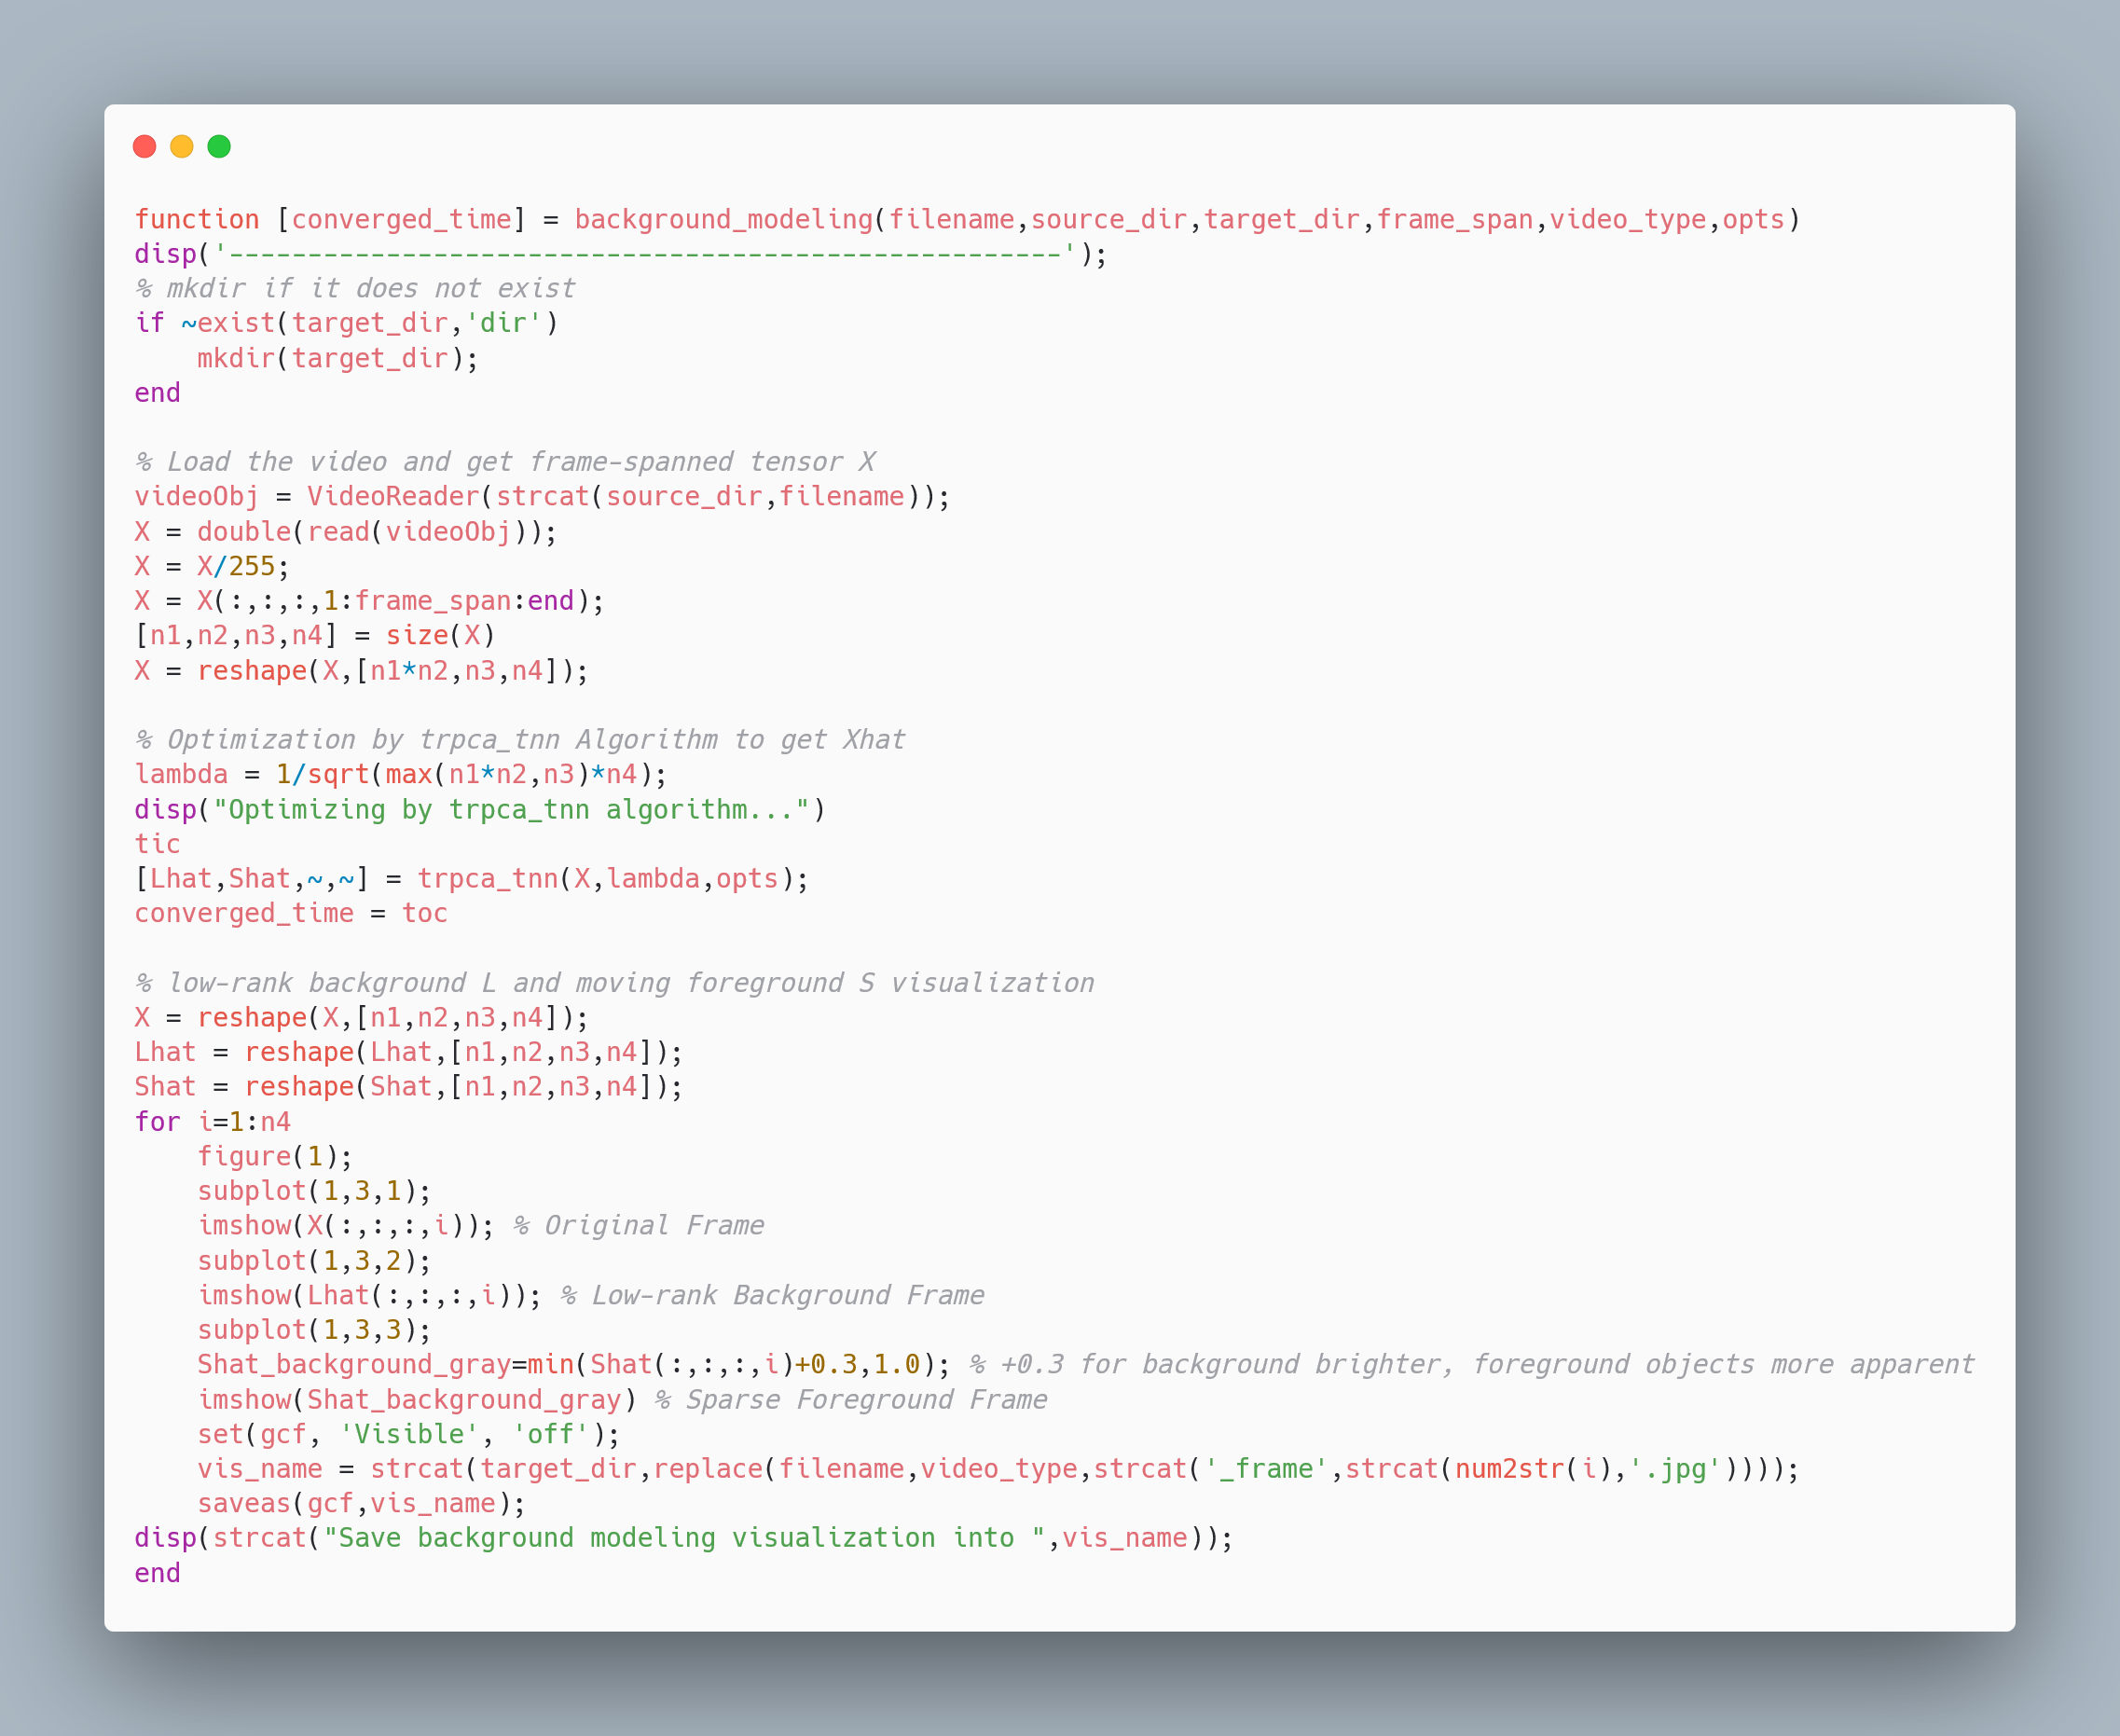 function [converged_time] = background_modeling(filename,source_dir,target_dir,frame_span,video_type,opts)
disp('-----------------------------------------------------');
% mkdir if it does not exist
if ~exist(target_dir,'dir')
    mkdir(target_dir);
end

% Load the video and get frame-spanned tensor X
videoObj = VideoReader(strcat(source_dir,filename));
X = double(read(videoObj));
X = X/255;
X = X(:,:,:,1:frame_span:end);
[n1,n2,n3,n4] = size(X)
X = reshape(X,[n1*n2,n3,n4]);

% Optimization by trpca_tnn Algorithm to get Xhat
lambda = 1/sqrt(max(n1*n2,n3)*n4);
disp("Optimizing by trpca_tnn algorithm...")
tic
[Lhat,Shat,~,~] = trpca_tnn(X,lambda,opts);
converged_time = toc

% low-rank background L and moving foreground S visualization
X = reshape(X,[n1,n2,n3,n4]);
Lhat = reshape(Lhat,[n1,n2,n3,n4]);
Shat = reshape(Shat,[n1,n2,n3,n4]);
for i=1:n4
    figure(1);
    subplot(1,3,1);
    imshow(X(:,:,:,i)); % Original Frame
    subplot(1,3,2);
    imshow(Lhat(:,:,:,i)); % Low-rank Background Frame
    subplot(1,3,3);
    Shat_background_gray=min(Shat(:,:,:,i)+0.3,1.0); % +0.3 for background brighter, foreground objects more apparent
    imshow(Shat_background_gray) % Sparse Foreground Frame
    set(gcf, 'Visible', 'off');
    vis_name = strcat(target_dir,replace(filename,video_type,strcat('_frame',strcat(num2str(i),'.jpg'))));
    saveas(gcf,vis_name);
disp(strcat("Save background modeling visualization into ",vis_name));
end